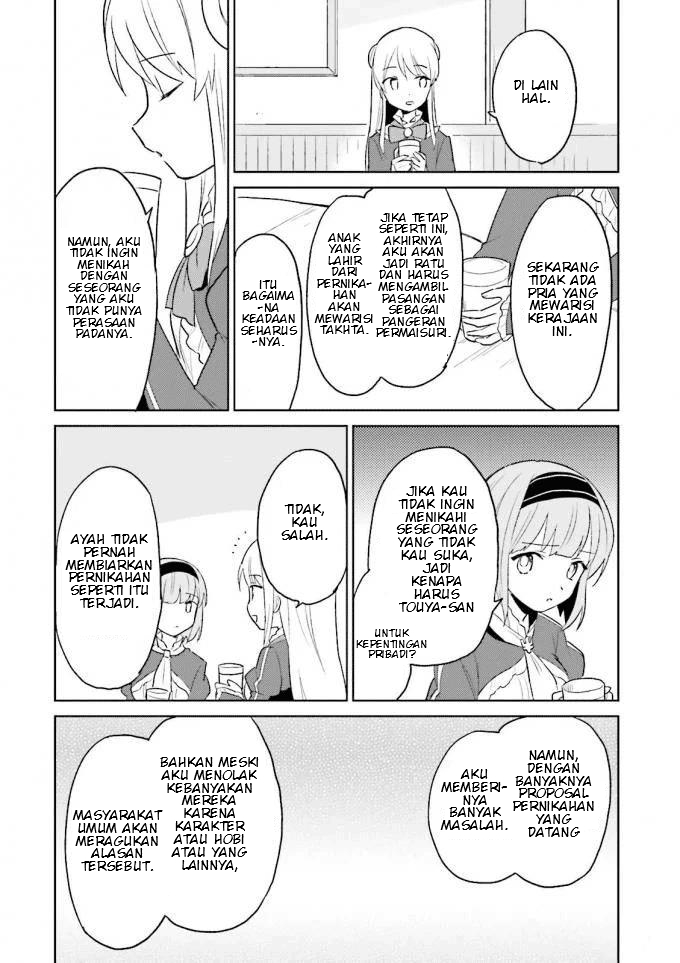 DI LAIN
HAL.
SEKARANG
TIDAK ADA
PRIA YANG
MEWARISI
KERAJAAN
INI.
JIKA TETAP
SEPERTI INI,
AKHIRNYA
AKU AKAN
JADI RATU
DAN HARUS
MENGAMBIL
PASANGAN
SEBAGAI
PANGERAN
PERMAISURI.
ANAK
YANG
LAHIR
DARI
PERNIKA-
HAN
AKAN
MEWARISI
TAKHTA.
ITU
BAGAIMA-
NA
KEADAAN
SEHARUS
-NYA.
NAMUN, AKU
TIDAK INGIN
MENIKAH
DENGAN
SESEORANG
YANG AKU
TIDAK PUNYA
PERASAAN
PADANYA.
JIKA KAU
TIDAK INGIN
MENIKAHI
SESEORANG
YANG TIDAK
KAU SUKA,
JADI
KENAPA
HARUS
TOUYA-SAN
UNTUK
KEPENTINGAN
PRIBADI?
TIDAK,
KAU
SALAH.
AYAH TIDAK
PERNAH
MEMBIARKAN
PERNIKAHAN
SEPERTI ITU
TERJADI.
NAMUN,
DENGAN
BANYAKNYA
PROPOSAL
PERNIKAHAN
YANG
DATANG
AKU
MEMBERI-
NYA
BANYAK
MASALAH.
BAHKAN MESKI
AKU MENOLAK
KEBANYAKAN
MEREKA
KARENA
KARAKTER
ATAU HOBI
ATAU YANG
LAINNYA,
MASYARAKAT
UMUM AKAN
MERAGUKAN
ALASAN
TERSEBUT.